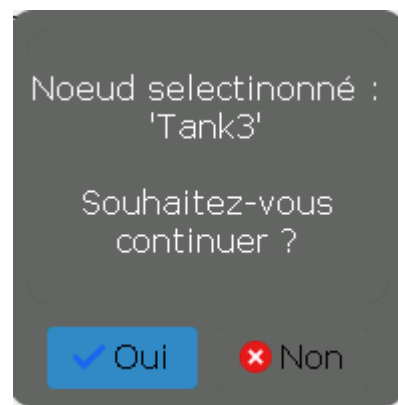 Noeud selectinonné :
'Tank3'
Souhaitez-vous
continuer ?
Oui
Non